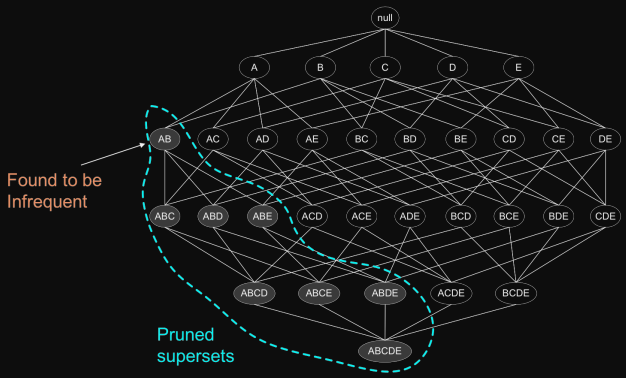 null
A B C D E
AB AC AD AE BC BD BE CD CE DE
Found to be
Infrequent
ABC ABD ABE ACD ACE ADE BCD BCE BDE CDE
ABCD ABCE ABDE ACDE BCDE
Pruned
supersets
ABCDE